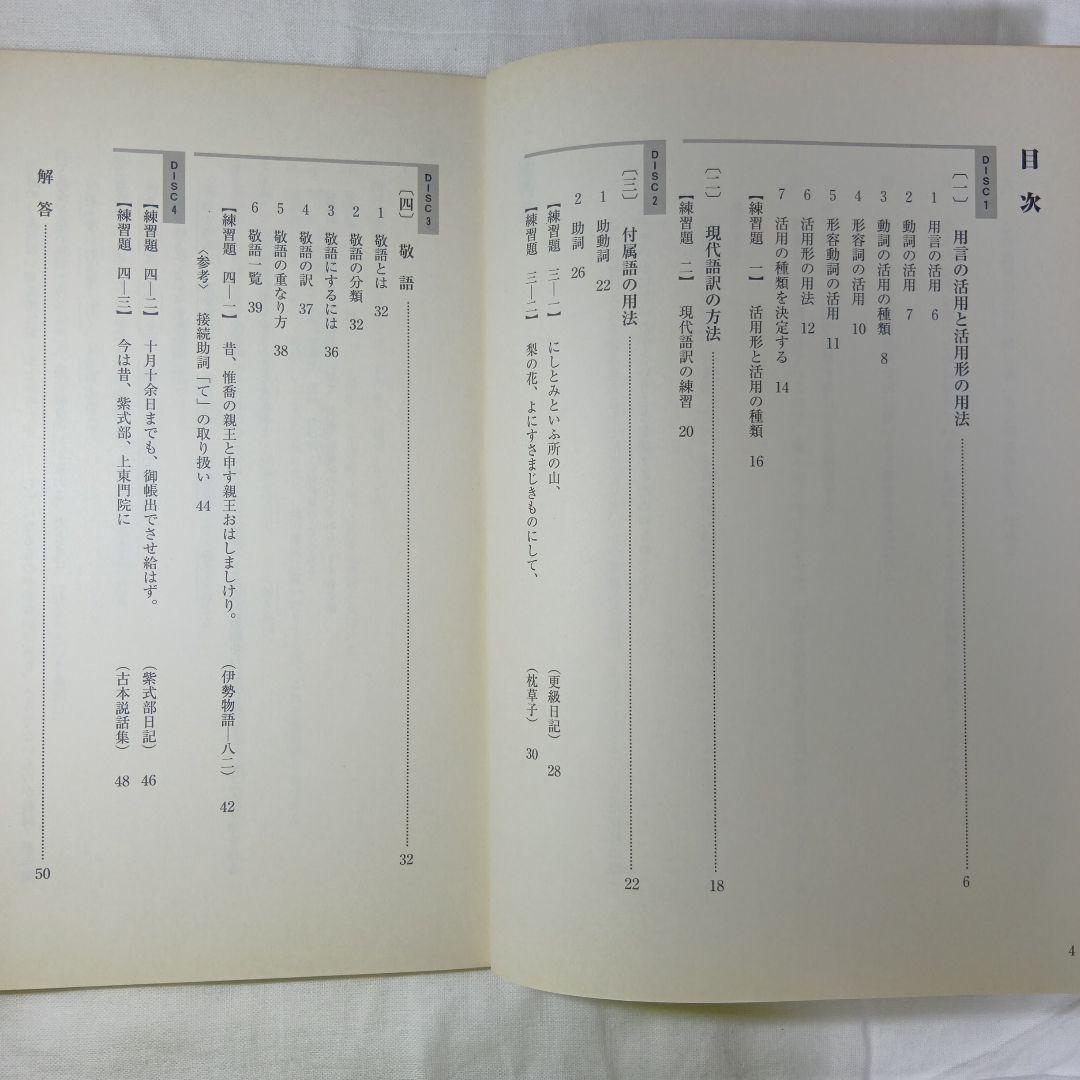 目次
DISC 1
〔一〕 用言の活用と活用形の用法 6
1 用言の活用 6
2 動詞の活用 7
3 動詞の活用の種類 8
4 形容詞の活用 10
5 形容動詞の活用 11
6 活用形の用法 12
7 活用の種類を決定する 14
【練習題 一】 活用形と活用の種類 16
〔二〕 現代語訳の方法 18
【練習題 二】 現代語訳の練習 20
DISC 2
〔三〕 付属語の用法 22
1 助動詞 22
2 助詞 26
【練習題 三―一】 にしとみといふ所の山、 (更級日記) 28
【練習題 三―二】 梨の花、よにすさまじきものにして、 (枕草子) 30
4
DISC 3
〔四〕 敬語 32
1 敬語とは 32
2 敬語の分類 32
3 敬語にするには 36
4 敬語の訳 37
5 敬語の重なり方 38
6 敬語一覧 39
【練習題 四―一】 昔、惟喬の親王と申す親王おはしましけり。 (伊勢物語―八二) 42
〈参考〉 接続助詞「て」の取り扱い 44
DISC 4
【練習題 四―二】 十月十余日までも、御帳出でさせ給はず。 (紫式部日記) 46
【練習題 四―三】 今は昔、紫式部、上東門院に (古本説話集) 48
解答 50